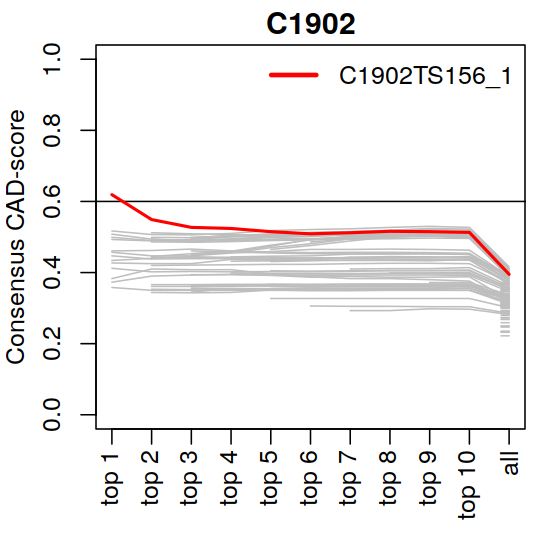 C1902
C1902TS156_1
Consensus CAD-score
1.0
0.8
0.6
0.4
0.2
0.0
top 1
top 2
top 3
top 4
top 5
top 6
top 7
top 8
top 9
top 10
all